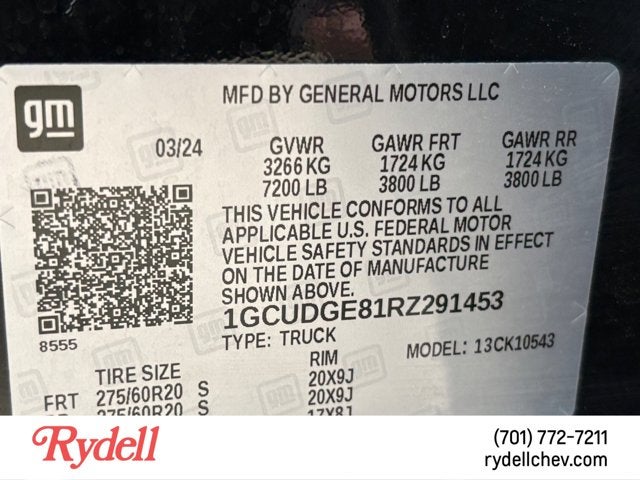 gm
MFD BY GENERAL MOTORS LLC
03/24 GVWR GAWR FRT GAWR RR
3266 KG 1724 KG 1724 KG
7200 LB 3800 LB 3800 LB
THIS VEHICLE CONFORMS TO ALL
APPLICABLE U.S. FEDERAL MOTOR
VEHICLE SAFETY STANDARDS IN EFFECT
ON THE DATE OF MANUFACTURE
SHOWN ABOVE.
1GCUDGE81RZ291453
8555
TYPE: TRUCK MODEL: 13CK10543
TIRE SIZE RIM
FRT 275/60R20 S 20X9J
275/60R20 S 20X9J
17X8J
Rydell
(701) 772-7211
rydellchev.com